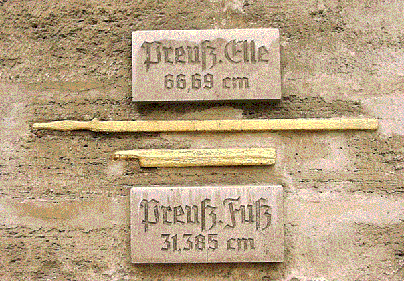 Preuß. Elle
66,69 cm
Preuß. Fuß
31,385 cm